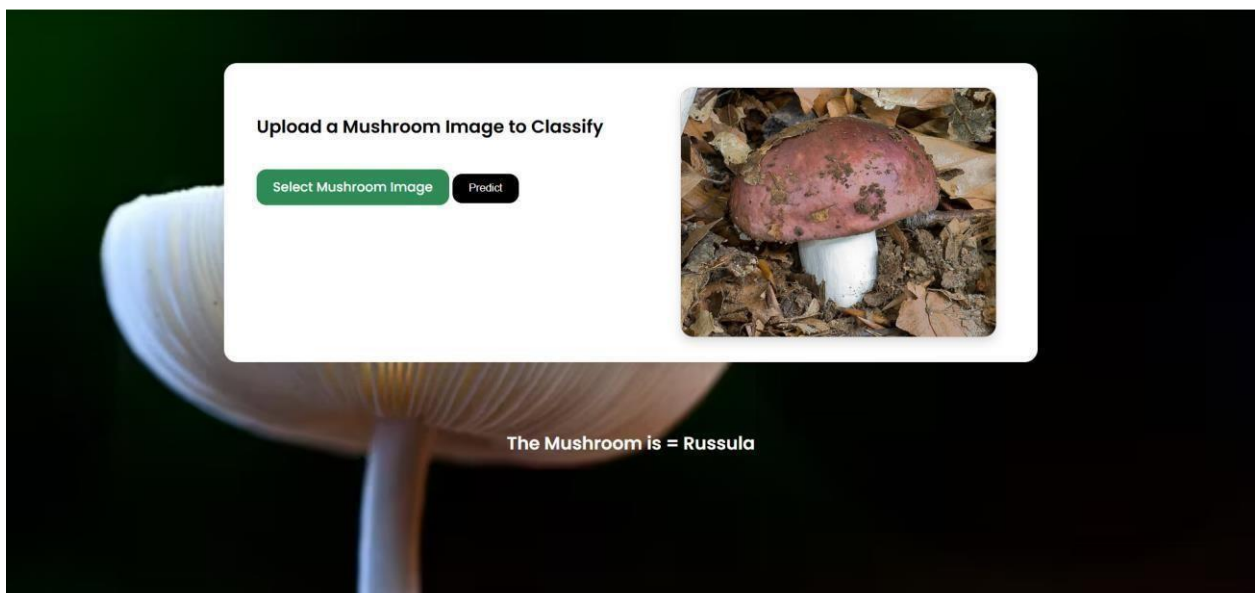 Upload a Mushroom Image to Classify
Select Mushroom Image
Predict
The Mushroom is = Russula